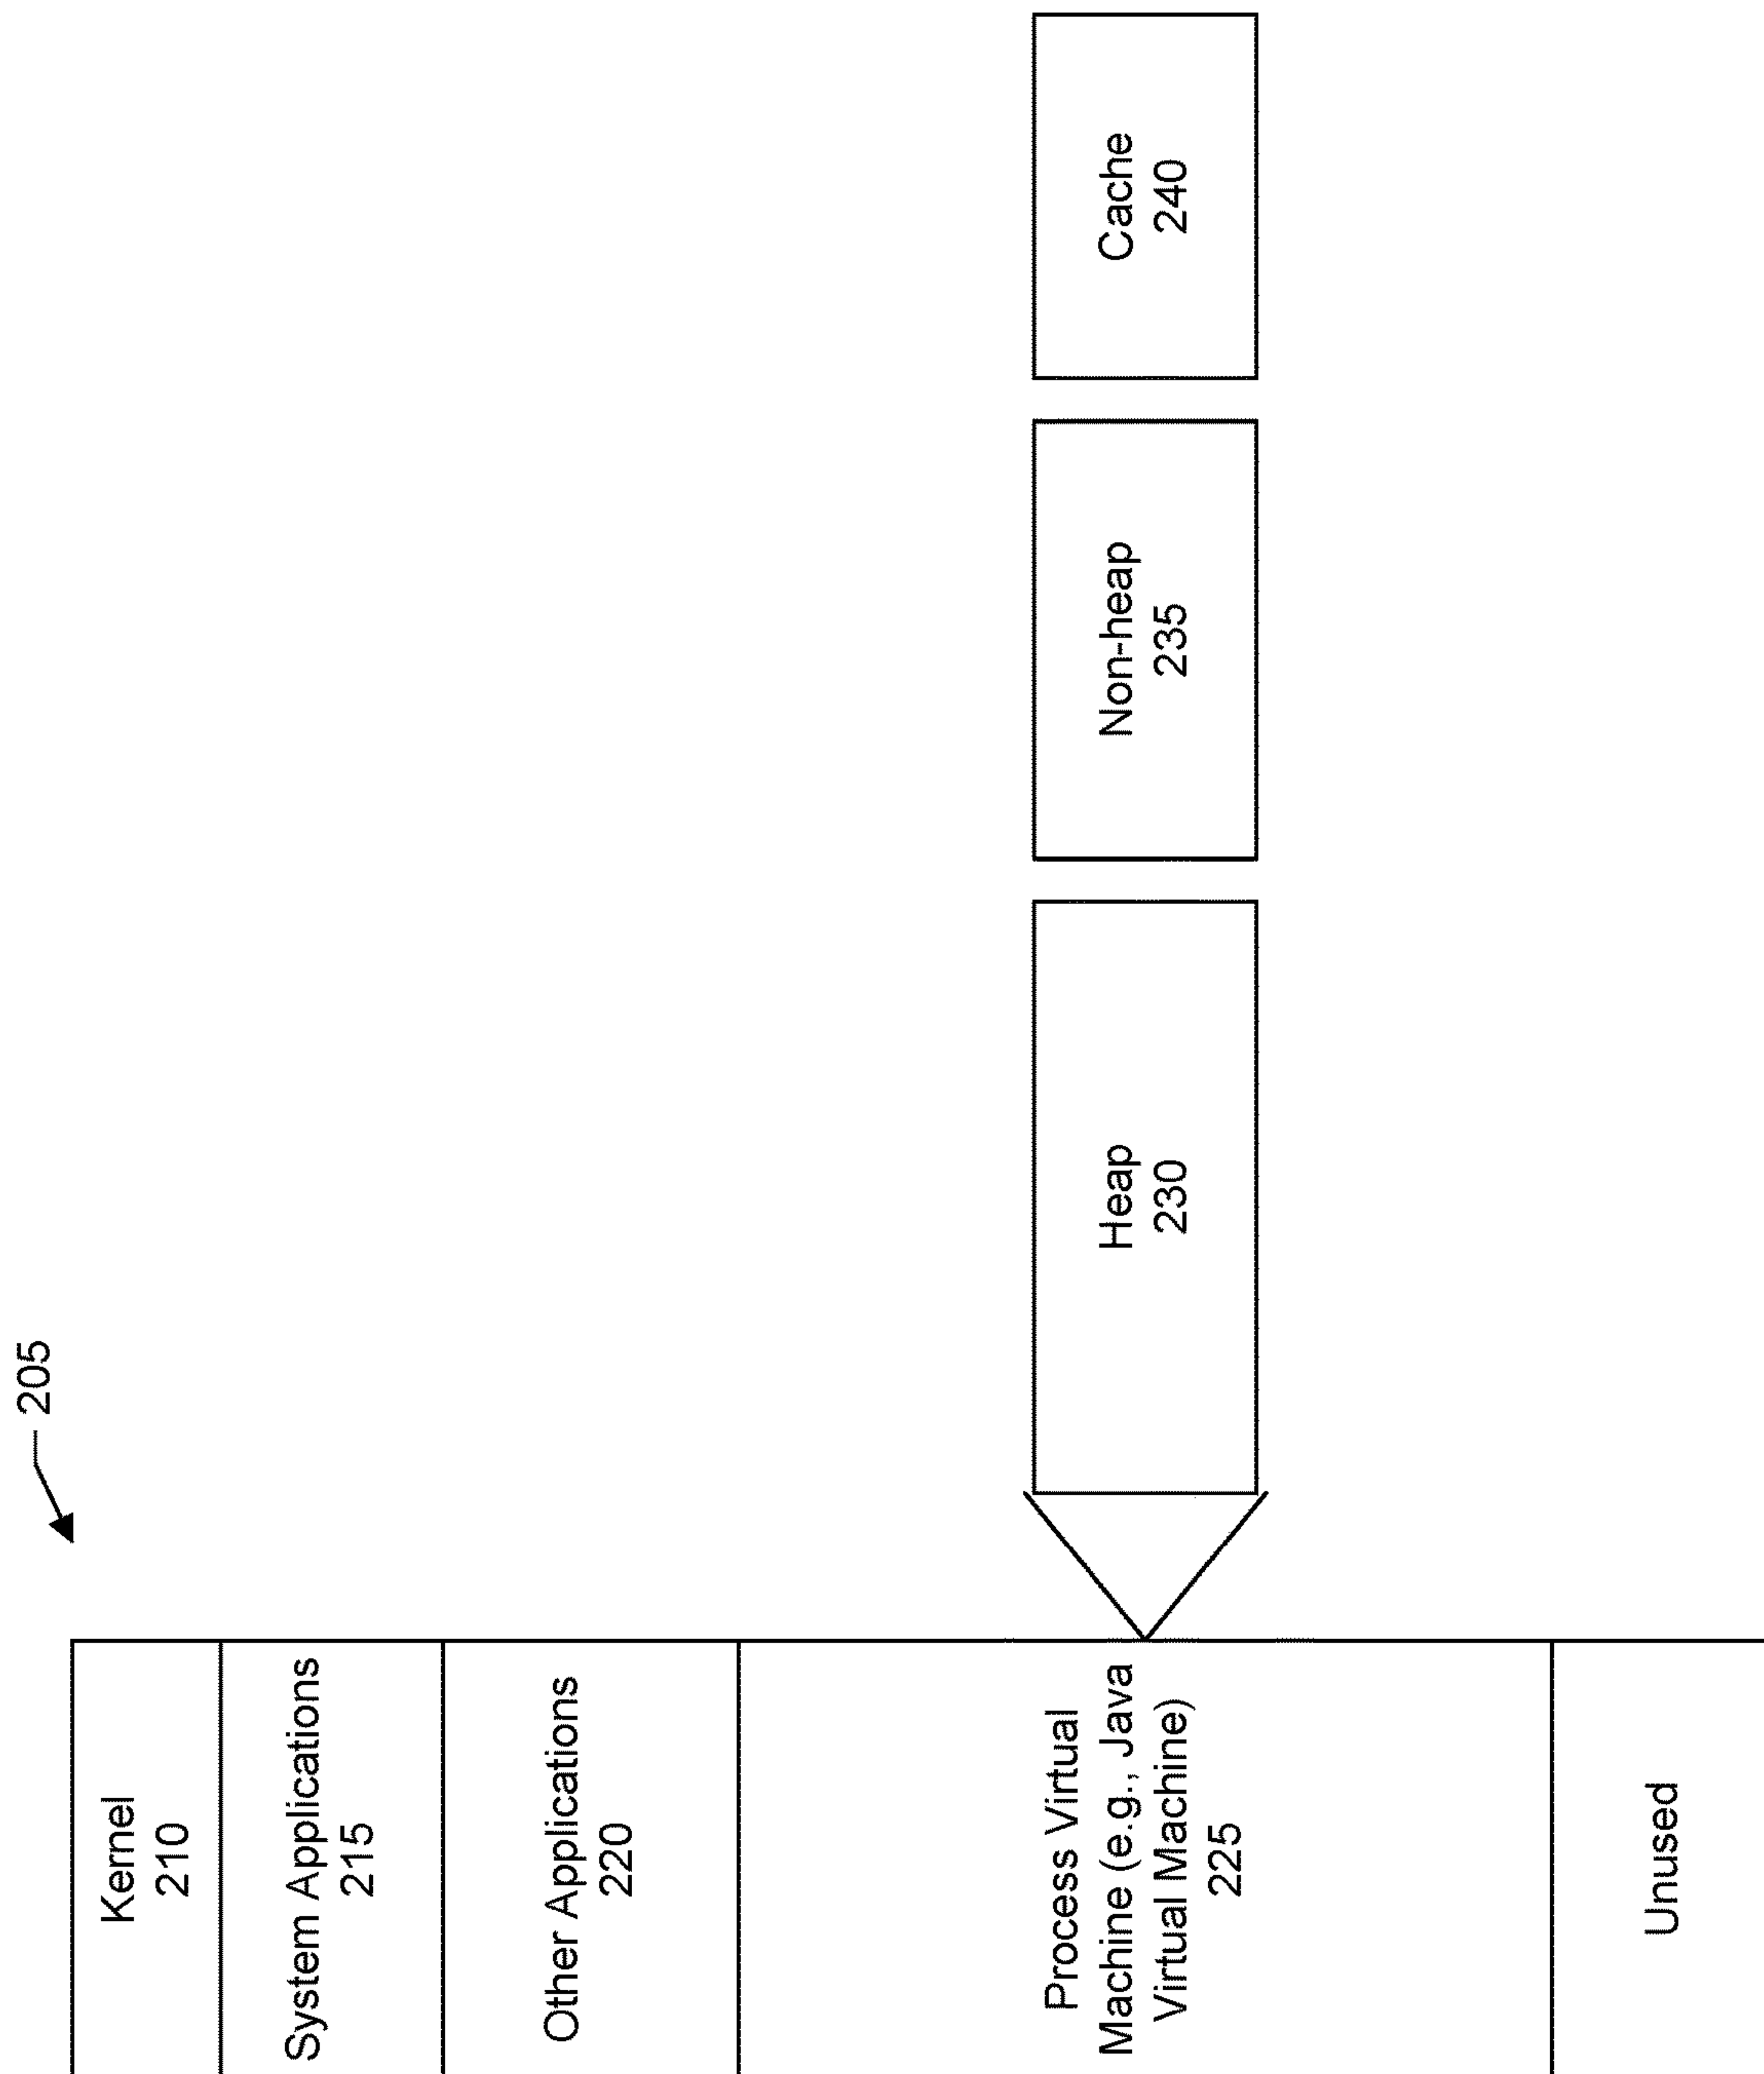 205
Kernel
210
System Applications
215
Other Applications
220
Process Virtual
Machine (e.g., Java
Virtual Machine)
225
Unused
Heap
230
Non-heap
235
Cache
240